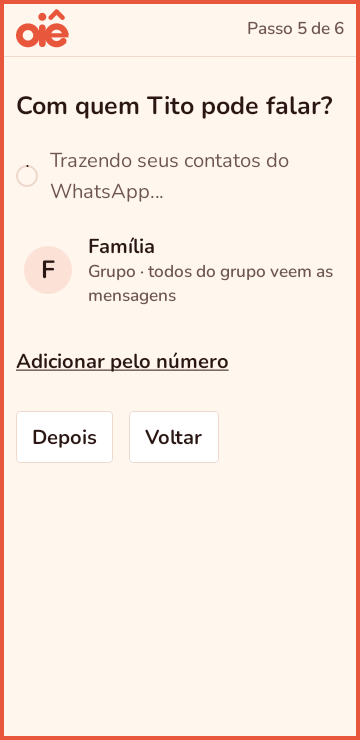 oiê
Passo 5 de 6
Com quem Tito pode falar?
Trazendo seus contatos do
WhatsApp...
F
Família
Grupo · todos do grupo veem as
mensagens
Adicionar pelo número
Depois
Voltar